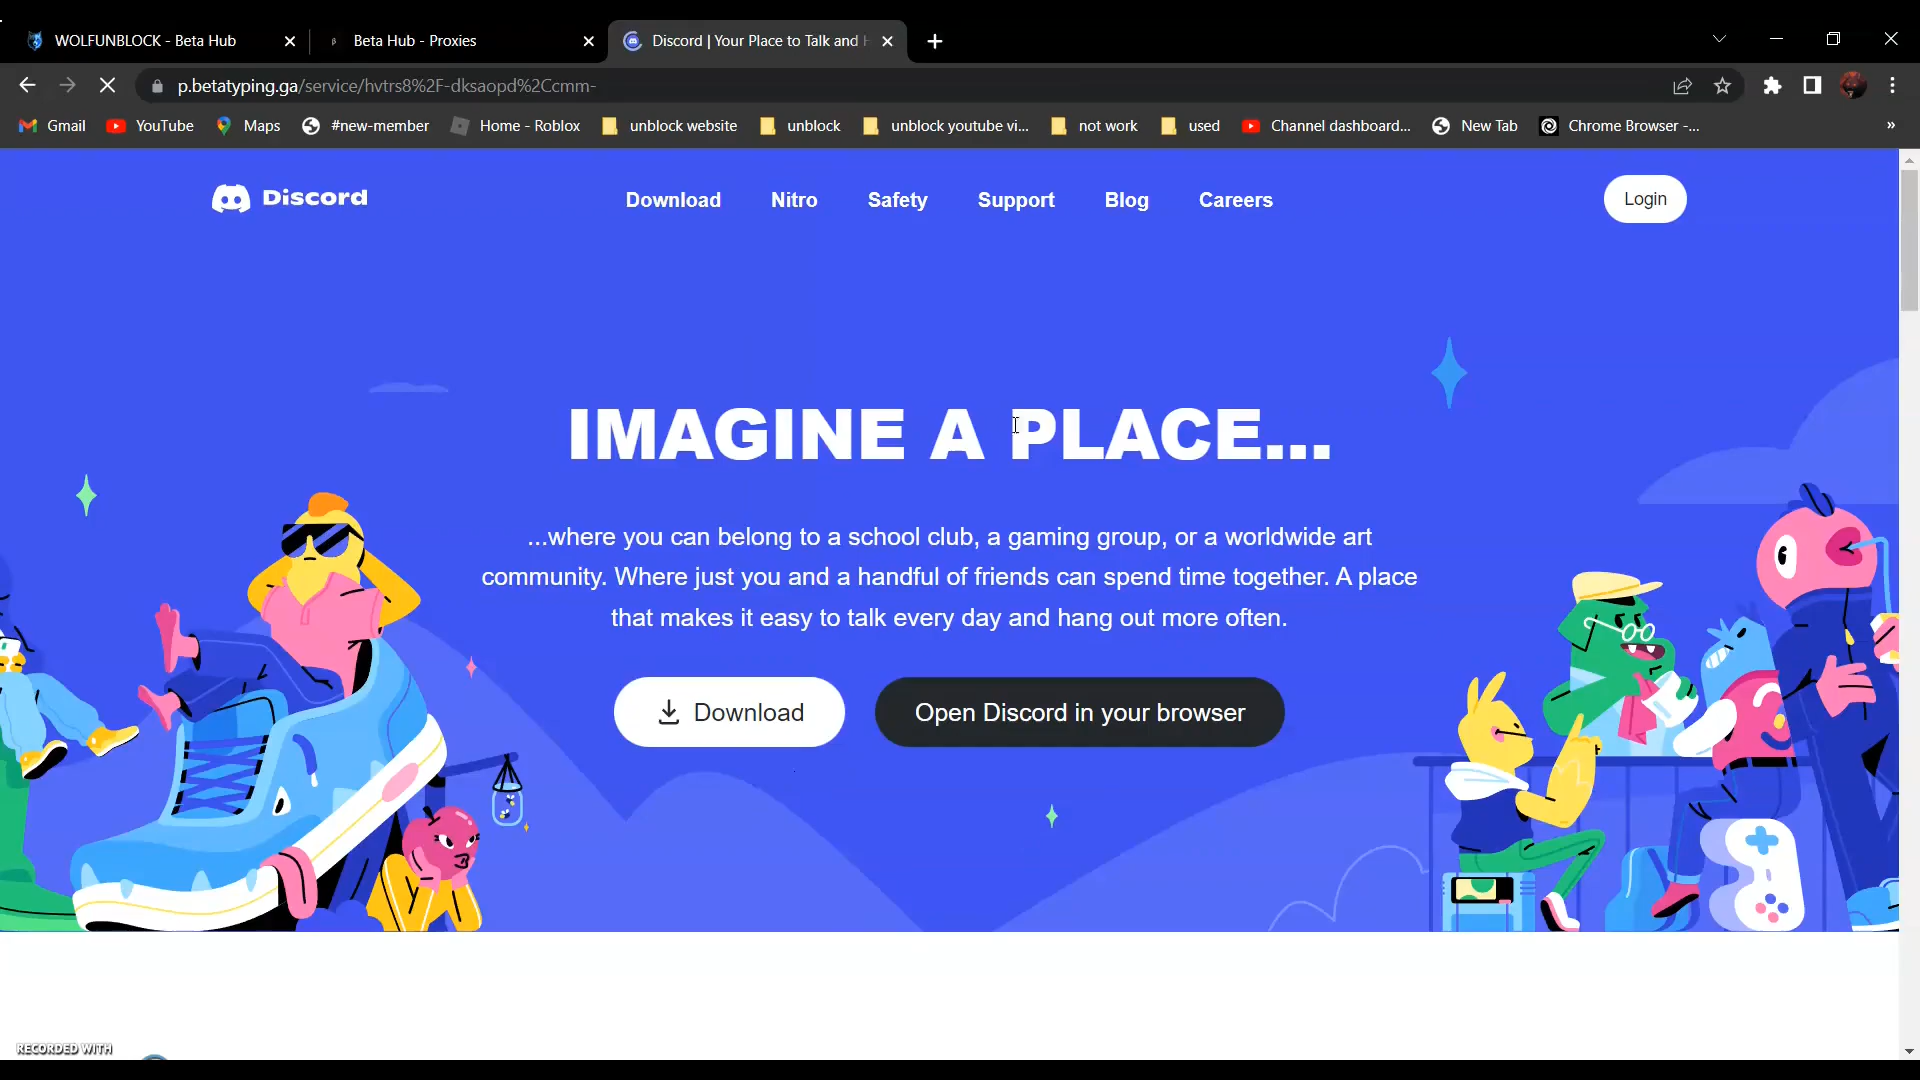 WOLFUNBLOCK - Beta Hub
Beta Hub - Proxies
Discord | Your Place to Talk and H
p.betatyping.ga/service/hvtrs8%2F-dksaopd%2Ccmm-
Gmail YouTube Maps #new-member Home - Roblox unblock website unblock unblock youtube vi... not work used Channel dashboard... New Tab Chrome Browser -... »
Discord Download Nitro Safety Support Blog Careers Login
IMAGINE A PLACE...
...where you can belong to a school club, a gaming group, or a worldwide art
community. Where just you and a handful of friends can spend time together. A place
that makes it easy to talk every day and hang out more often.
Download Open Discord in your browser
RECORDED WITH